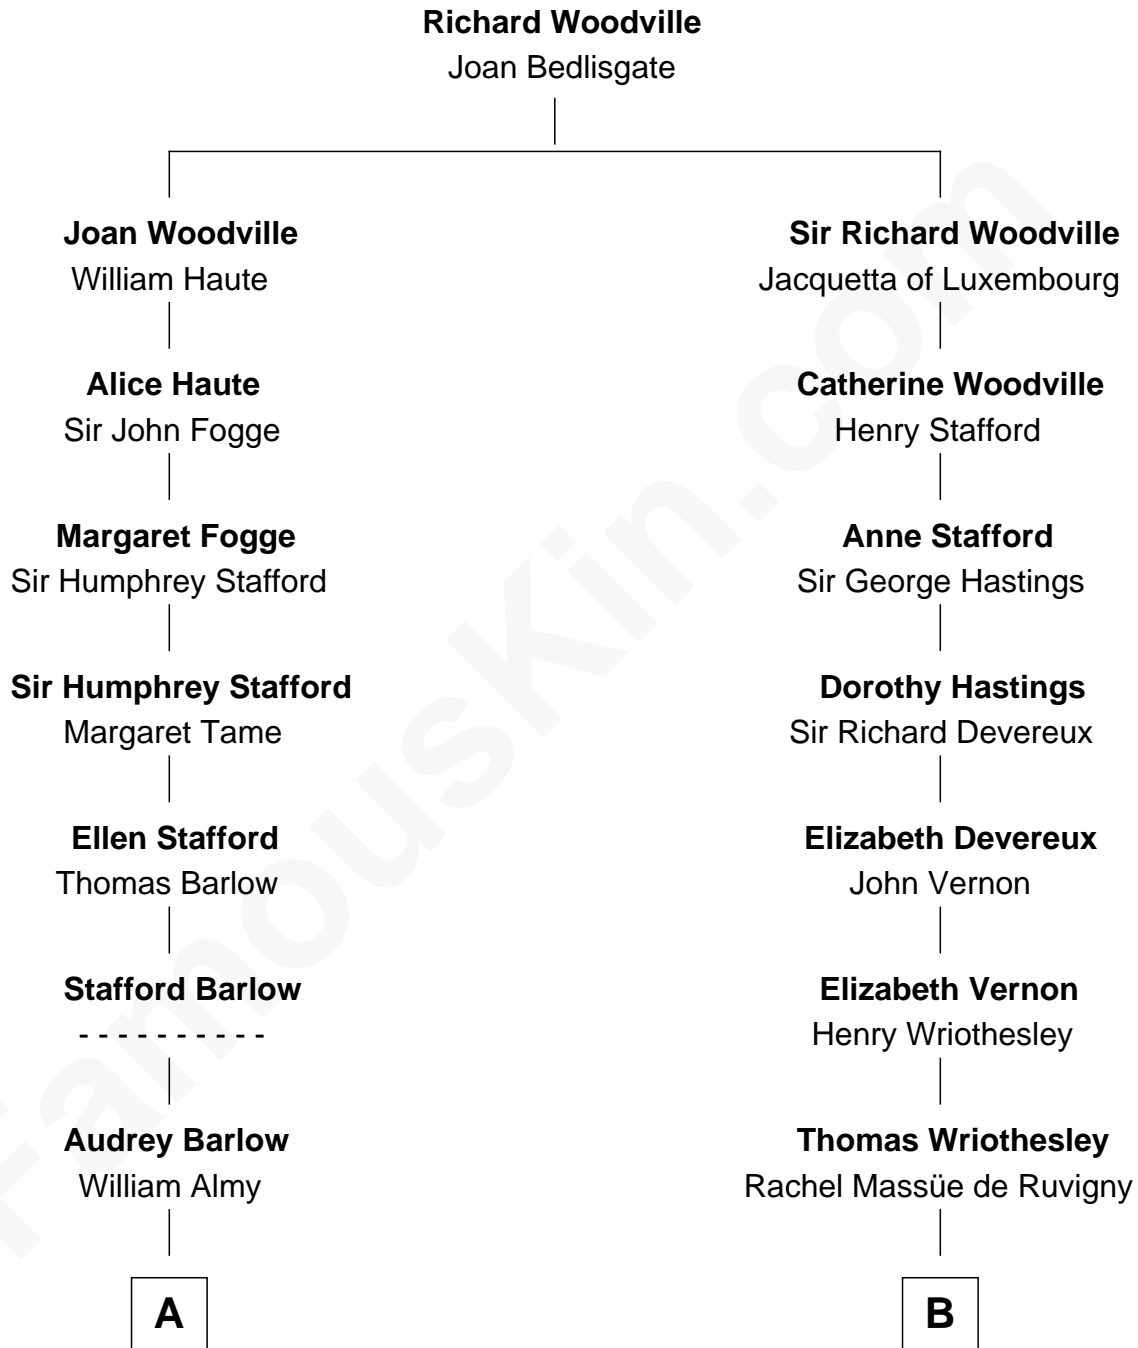 Richard Woodville
Joan Bedlisgate
Joan Woodville
William Haute
Sir Richard Woodville
Jacquetta of Luxembourg
Alice Haute
Sir John Fogge
Catherine Woodville
Henry Stafford
Margaret Fogge
Sir Humphrey Stafford
Anne Stafford
Sir George Hastings
Sir Humphrey Stafford
Margaret Tame
Dorothy Hastings
Sir Richard Devereux
Ellen Stafford
Thomas Barlow
Elizabeth Devereux
John Vernon
Stafford Barlow
- - - - - - - - - -
Elizabeth Vernon
Henry Wriothesley
Audrey Barlow
William Almy
Thomas Wriothesley
Rachel Massüe de Ruvigny
A
B
FamousKin.com